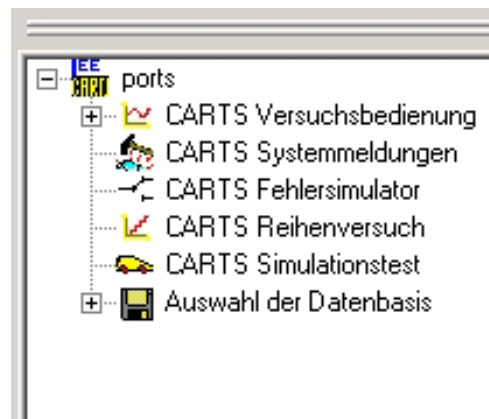 ports
CARTS Versuchsbedienung
CARTS Systemmeldungen
CARTS Fehlersimulator
CARTS Reihenversuch
CARTS Simulationstest
Auswahl der Datenbasis